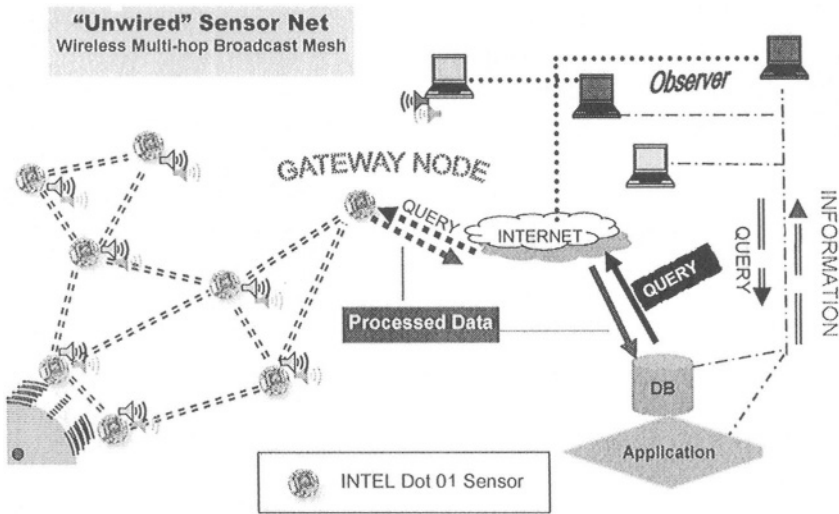 "Unwired" Sensor Net
Wireless Multi-hop Broadcast Mesh
Observer
GATEWAY NODE
QUERY
INTERNET
QUERY
QUERY
INFORMATION
Processed Data
DB
Application
INTEL Dot 01 Sensor